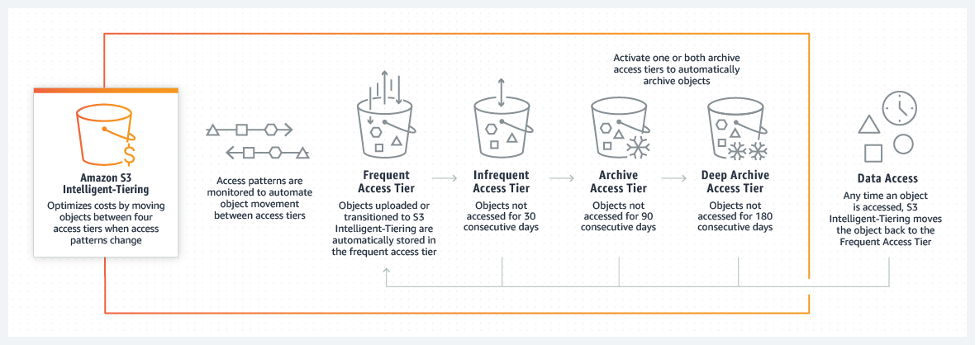 Amazon S3
Intelligent-Tiering
Optimizes costs by moving
objects between four
access tiers when access
patterns change
Access patterns are
monitored to automate
object movement
between access tiers
Frequent
Access Tier
Objects uploaded or
transitioned to S3
Intelligent-Tiering are
automatically stored in
the frequent access tier
Infrequent
Access Tier
Objects not
accessed for 30
consecutive days
Activate one or both archive
access tiers to automatically
archive objects
Archive
Access Tier
Objects not
accessed for 90
consecutive days
Deep Archive
Access Tier
Objects not
accessed for 180
consecutive days
Data Access
Any time an object
is accessed, S3
Intelligent-Tiering moves
the object back to the
Frequent Access Tier